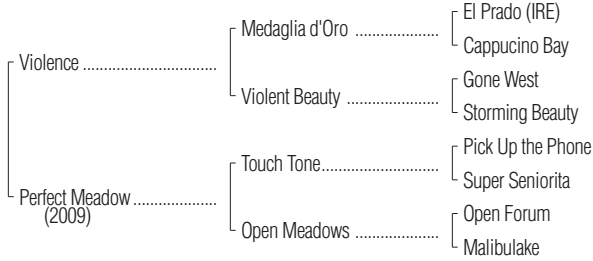 El Prado (IRE)
Medaglia d'Oro ...................
Cappucino Bay
Violence ...............................
Gone West
Violent Beauty .....................
Storming Beauty
Pick Up the Phone
Touch Tone...........................
Super Seniorita
Perfect Meadow ...................
(2009)
Open Forum
Open Meadows ...................
Malibulake